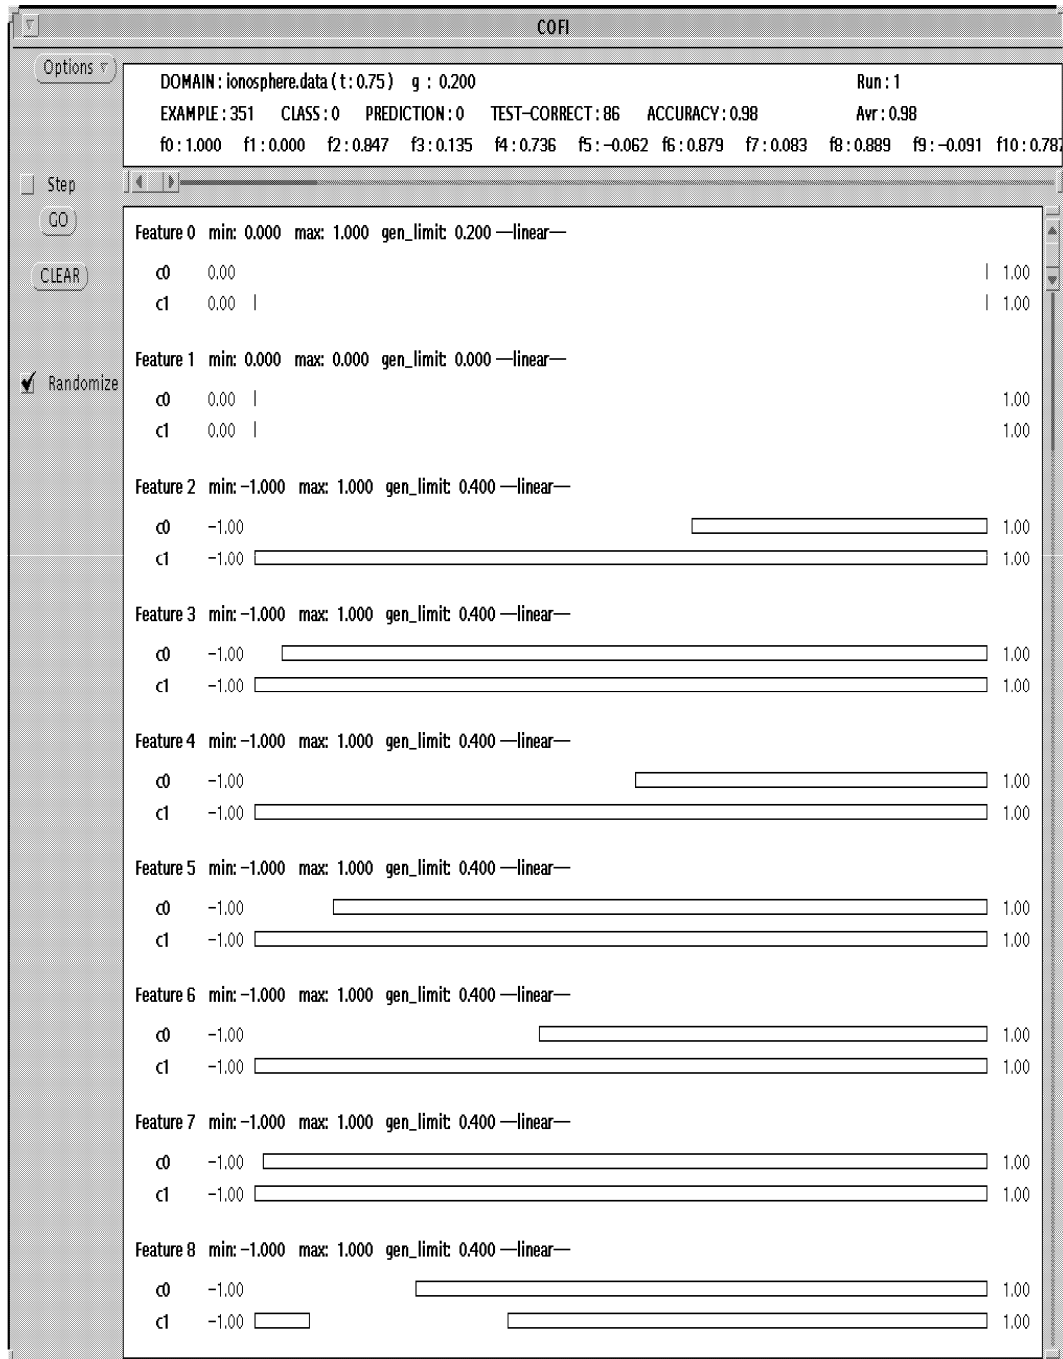 COFI
Options
DOMAIN : ionosphere.data ( t : 0.75 ) g : 0.200 Run : 1
EXAMPLE : 351 CLASS : 0 PREDICTION : 0 TEST-CORRECT : 86 ACCURACY : 0.98 Avr : 0.98
f0 : 1.000 f1 : 0.000 f2 : 0.847 f3 : 0.135 f4 : 0.736 f5 : -0.062 f6 : 0.879 f7 : 0.083 f8 : 0.889 f9 : -0.091 f10 : 0.787
Step
GO
CLEAR
Randomize
Feature 0 min: 0.000 max: 1.000 gen_limit: 0.200 —linear—
c0 0.00 1.00
c1 0.00 1.00
Feature 1 min: 0.000 max: 0.000 gen_limit: 0.000 —linear—
c0 0.00 1.00
c1 0.00 1.00
Feature 2 min: -1.000 max: 1.000 gen_limit: 0.400 —linear—
c0 -1.00 1.00
c1 -1.00 1.00
Feature 3 min: -1.000 max: 1.000 gen_limit: 0.400 —linear—
c0 -1.00 1.00
c1 -1.00 1.00
Feature 4 min: -1.000 max: 1.000 gen_limit: 0.400 —linear—
c0 -1.00 1.00
c1 -1.00 1.00
Feature 5 min: -1.000 max: 1.000 gen_limit: 0.400 —linear—
c0 -1.00 1.00
c1 -1.00 1.00
Feature 6 min: -1.000 max: 1.000 gen_limit: 0.400 —linear—
c0 -1.00 1.00
c1 -1.00 1.00
Feature 7 min: -1.000 max: 1.000 gen_limit: 0.400 —linear—
c0 -1.00 1.00
c1 -1.00 1.00
Feature 8 min: -1.000 max: 1.000 gen_limit: 0.400 —linear—
c0 -1.00 1.00
c1 -1.00 1.00